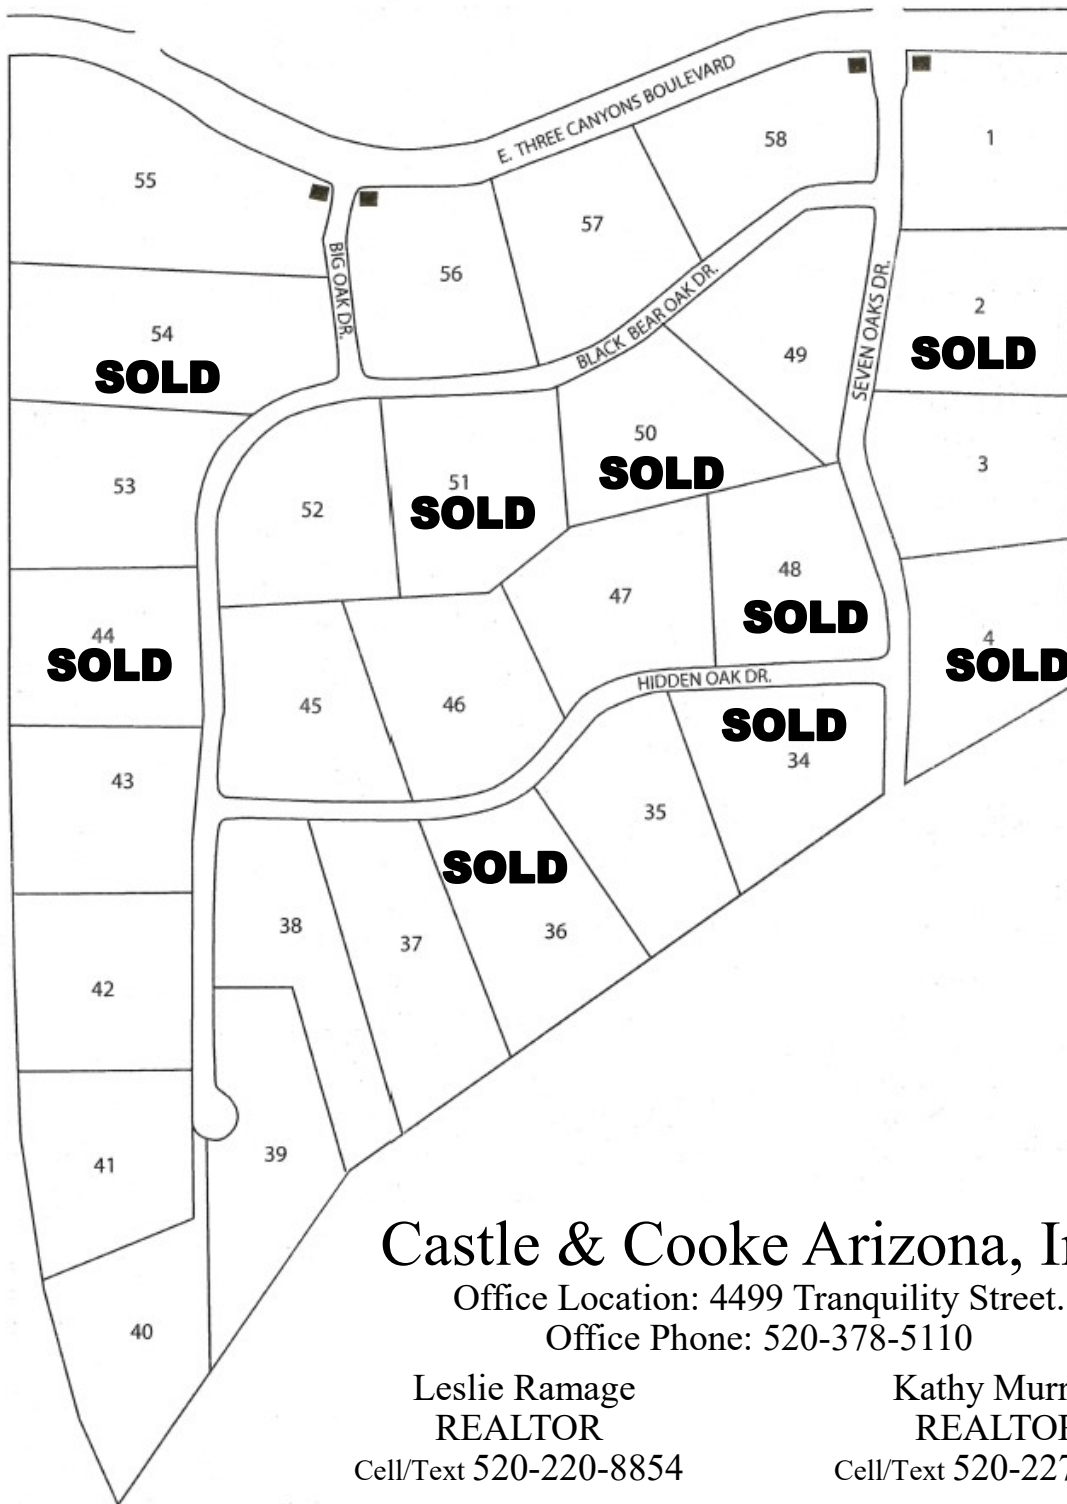 E. THREE CANYONS BOULEVARD
58
1
55
57
56
BIG OAK DR.
BLACK BEAR OAK DR.
SEVEN OAKS DR.
2
SOLD
54
SOLD
49
50
SOLD
3
53
51
SOLD
52
48
SOLD
47
44
SOLD
4
SOLD
HIDDEN OAK DR.
45
46
SOLD
34
43
35
SOLD
36
38
37
42
39
41
40
Castle & Cooke Arizona, I
Office Location: 4499 Tranquility Street.
Office Phone: 520-378-5110
Leslie Ramage
REALTOR
Cell/Text 520-220-8854
Kathy Murr
REALTOR
Cell/Text 520-227